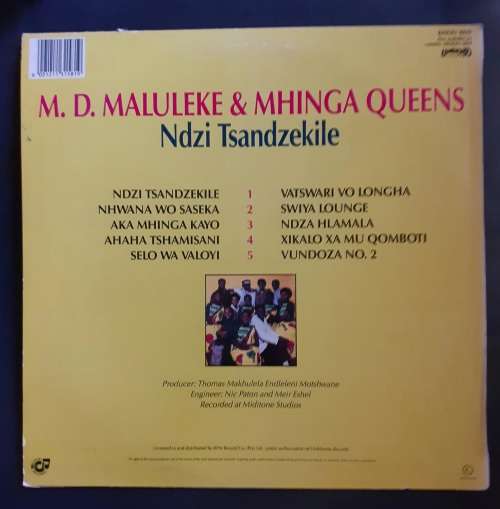 M. D. MALULEKE & MHINGA QUEENS
Ndzi Tsandzekile
NDZI TSANDZEKILE 1 VATSWARI VO LONGHA
NHWANA WO SASEKA 2 SWIYA LOUNGE
AKA MHINGA KAYO 3 NDZA HLAMALA
AHAHA TSHAMISANI 4 XIKALO XA MU QOMBOTI
SELO WA VALOYI 5 VUNDOZA NO. 2
Producer: Thomas Makhulela Endleleni Motshwane
Engineer: Nic Paton and Meir Eshel
Recorded at Miditone Studios